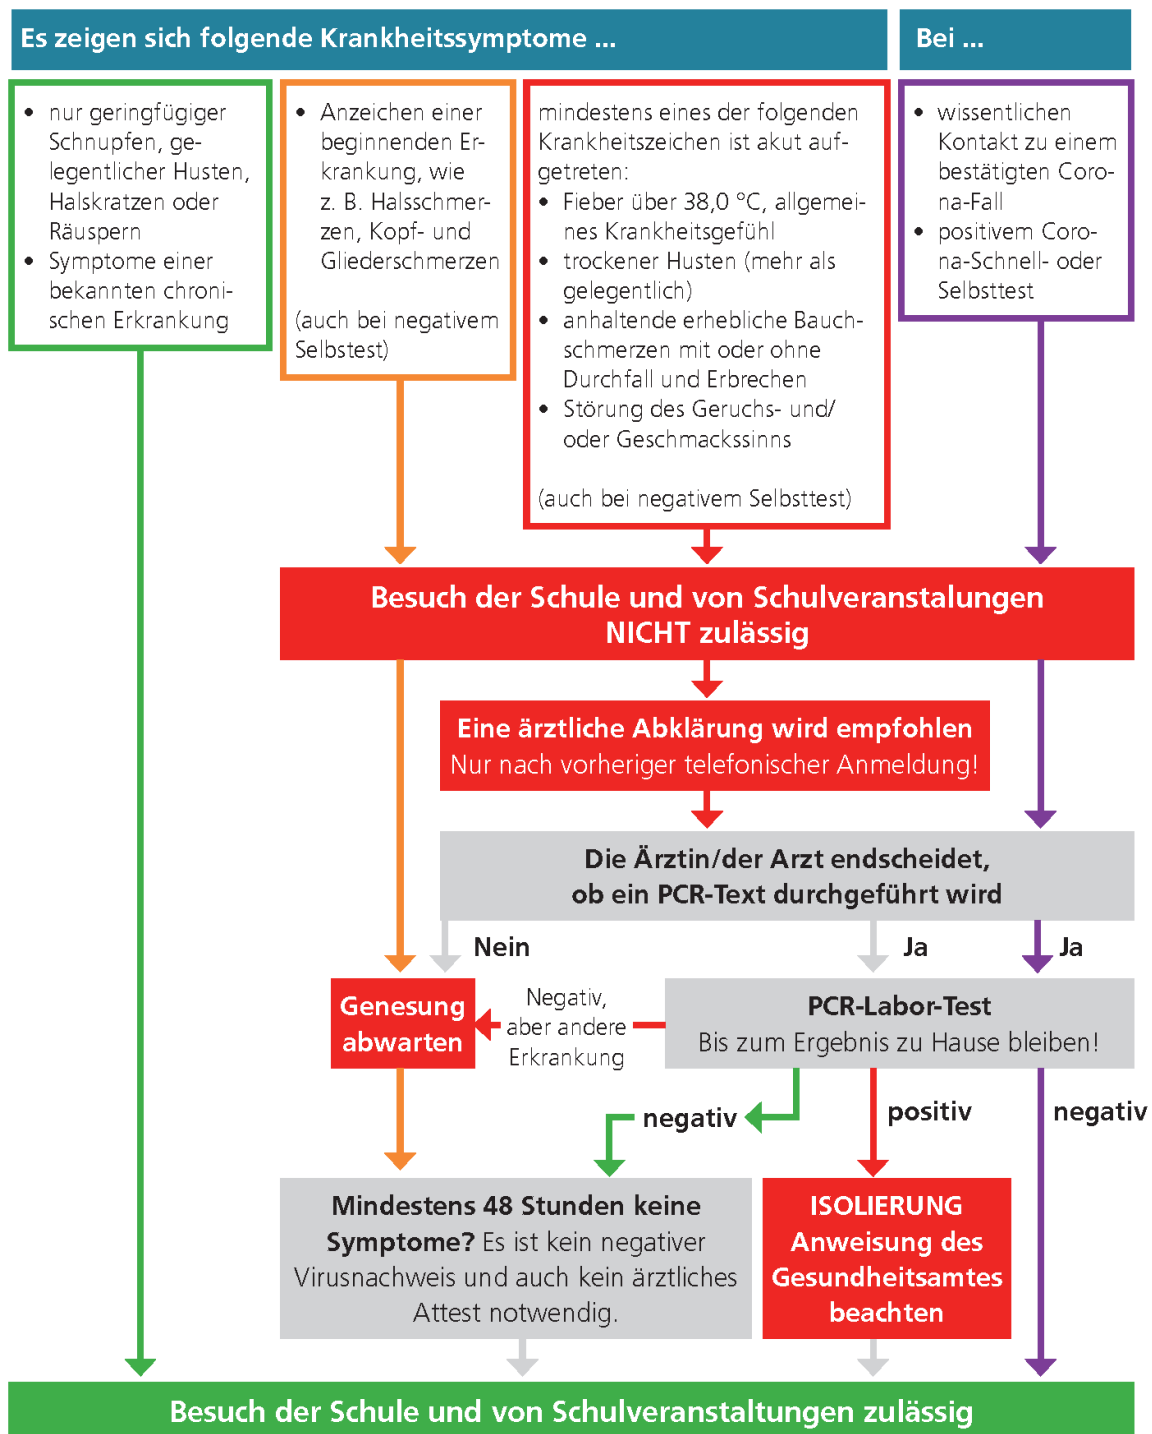 Es zeigen sich folgende Krankheitssymptome ...
Bei ...
• nur geringfügiger
Schnupfen, ge-
legentlicher Husten,
Halskratzen oder
Räuspern
• Symptome einer
bekannten chroni-
schen Erkrankung
• Anzeichen einer
beginnenden Er-
krankung, wie
z. B. Halsschmer-
zen, Kopf- und
Gliederschmerzen
(auch bei negativem
Selbstest)
mindestens eines der folgenden
Krankheitszeichen ist akut auf-
getreten:
• Fieber über 38,0 °C, allgemei-
nes Krankheitsgefühl
• trockener Husten (mehr als
gelegentlich)
• anhaltende erhebliche Bauch-
schmerzen mit oder ohne
Durchfall und Erbrechen
• Störung des Geruchs- und/
oder Geschmackssinns
(auch bei negativem Selbsttest)
• wissentlichen
Kontakt zu einem
bestätigten Coro-
na-Fall
• positivem Coro-
na-Schnell- oder
Selbsttest
Besuch der Schule und von Schulveranstalungen
NICHT zulässig
Eine ärztliche Abklärung wird empfohlen
Nur nach vorheriger telefonischer Anmeldung!
Die Ärztin/der Arzt endscheidet,
ob ein PCR-Text durchgeführt wird
Nein
Ja
Ja
Genesung
abwarten
Negativ,
aber andere
Erkrankung
PCR-Labor-Test
Bis zum Ergebnis zu Hause bleiben!
negativ
positiv
negativ
Mindestens 48 Stunden keine
Symptome? Es ist kein negativer
Virusnachweis und auch kein ärztliches
Attest notwendig.
ISOLIERUNG
Anweisung des
Gesundheitsamtes
beachten
Besuch der Schule und von Schulveranstaltungen zulässig